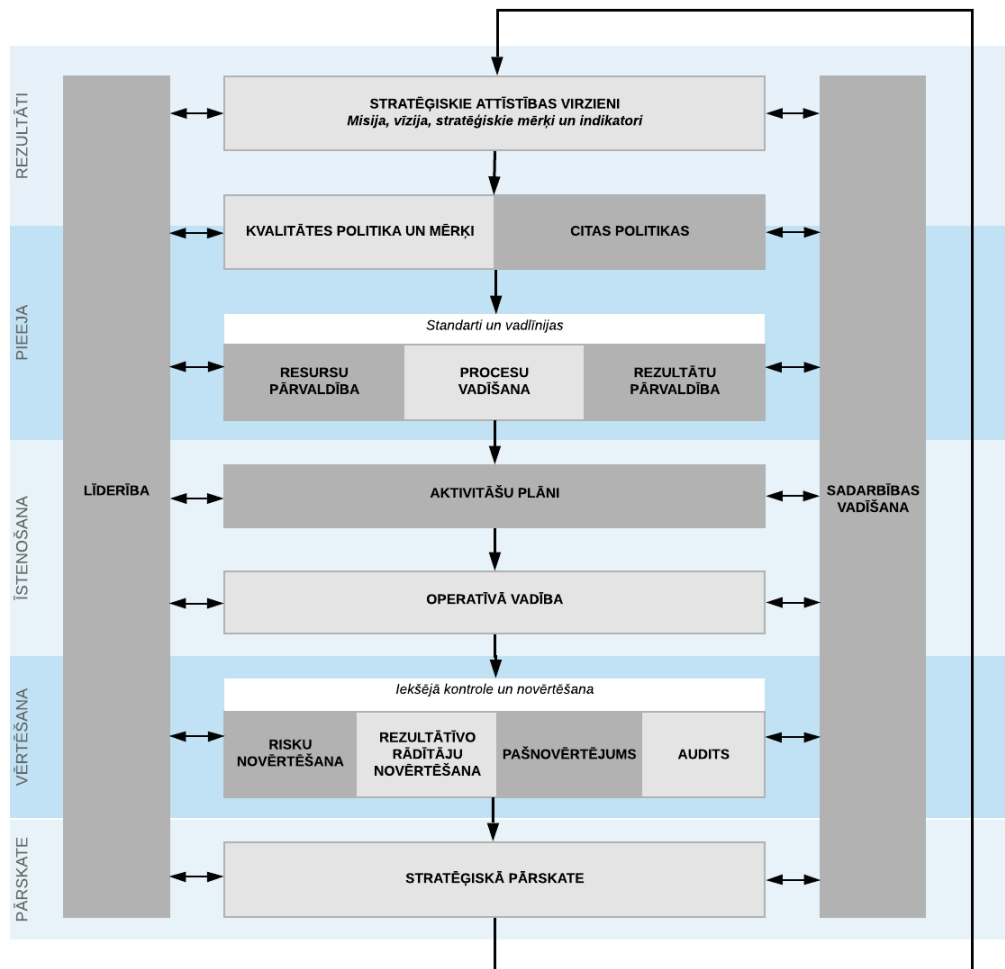 REZULTĀTI
STRATĒĢISKIE ATTĪSTĪBAS VIRZIENI
Misija, vīzija, stratēģiskie mērķi un indikatori
KVALITĀTES POLITIKA UN MĒRĶI
CITAS POLITIKAS
PIEEJA
Standarti un vadlīnijas
RESURSU
PĀRVALDĪBA
PROCESU
VADĪŠANA
REZULTĀTU
PĀRVALDĪBA
LĪDERĪBA
SADARBĪBAS
VADĪŠANA
ĪSTENOŠANA
AKTIVITĀŠU PLĀNI
OPERATĪVĀ VADĪBA
VĒRTĒŠANA
Iekšējā kontrole un novērtēšana
RISKU
NOVĒRTĒŠANA
REZULTĀTĪVO
RĀDĪTĀJU
NOVĒRTĒŠANA
PAŠNOVĒRTĒJUMS
AUDITS
PĀRSKATE
STRATĒĢISKĀ PĀRSKATE